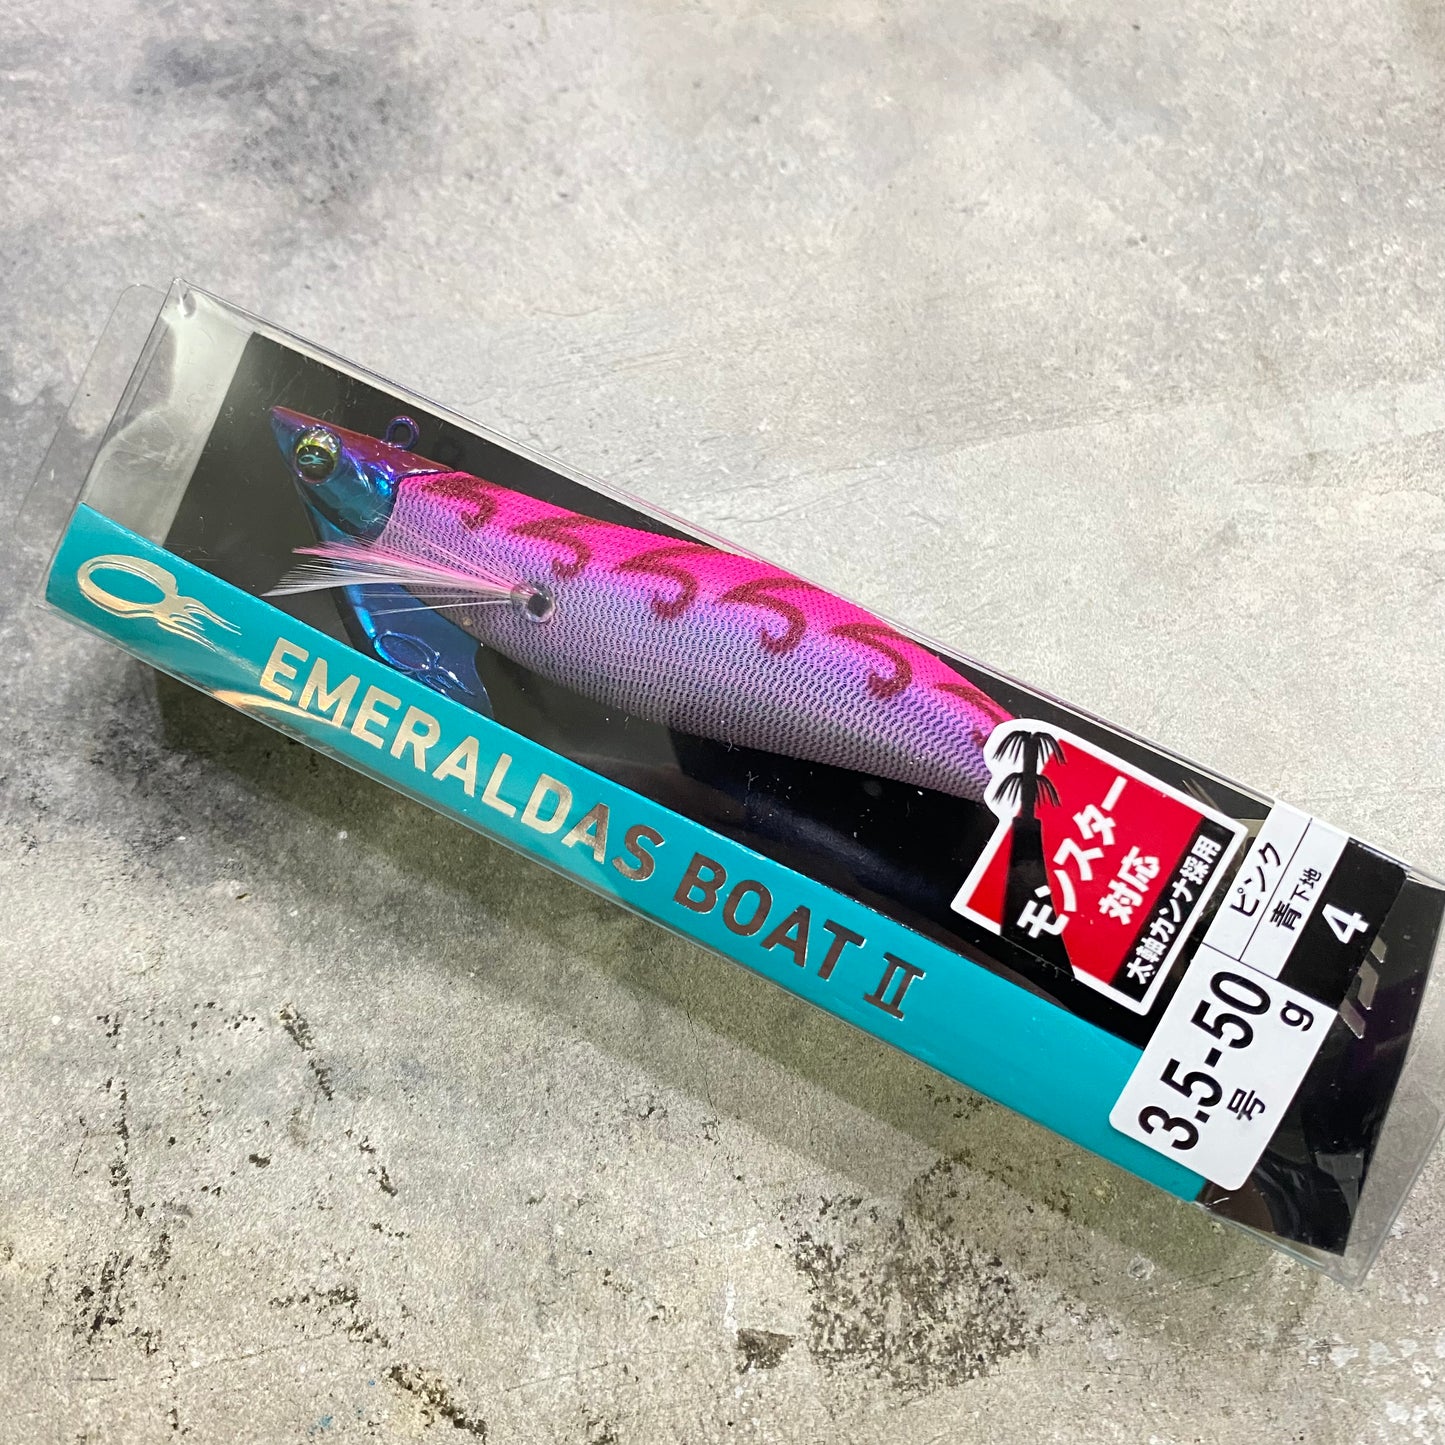 EMERALDAS BOAT II
モンスター
対応
太軸カンナ採用
ピンク
青下地
4
3.5-50
号
g